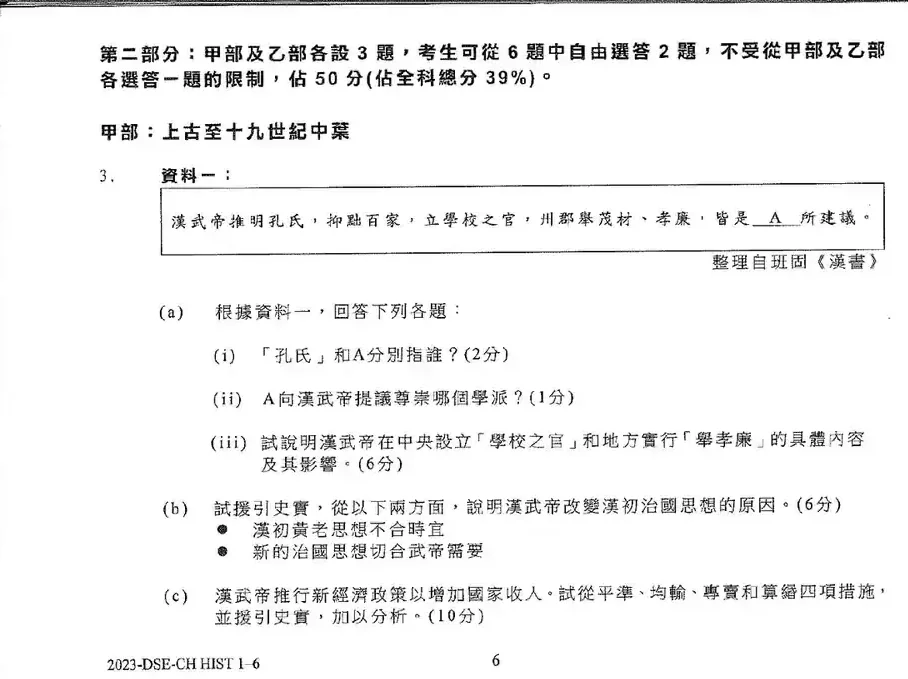 第二部分：甲部及乙部各設 3 題，考生可從 6 題中自由選答 2 題，不受從甲部及乙部
各選答一題的限制，佔 50 分(佔全科總分 39%)。
甲部：上古至十九世紀中葉
3. 資料一：
漢武帝推明孔氏，抑黜百家，立學校之官，州郡舉茂材、孝廉，皆是 A 所建議。
整理自班固《漢書》
(a) 根據資料一，回答下列各題：
(i) 「孔氏」和A分別指誰？(2分)
(ii) A向漢武帝提議尊崇哪個學派？(1分)
(iii) 試說明漢武帝在中央設立「學校之官」和地方實行「舉孝廉」的具體內容
及其影響。(6分)
(b) 試援引史實，從以下兩方面，說明漢武帝改變漢初治國思想的原因。(6分)
● 漢初黃老思想不合時宜
● 新的治國思想切合武帝需要
(c) 漢武帝推行新經濟政策以增加國家收入。試從平準、均輸、專賣和算緡四項措施，
並援引史實，加以分析。(10分)
2023-DSE-CH HIST 1–6
6